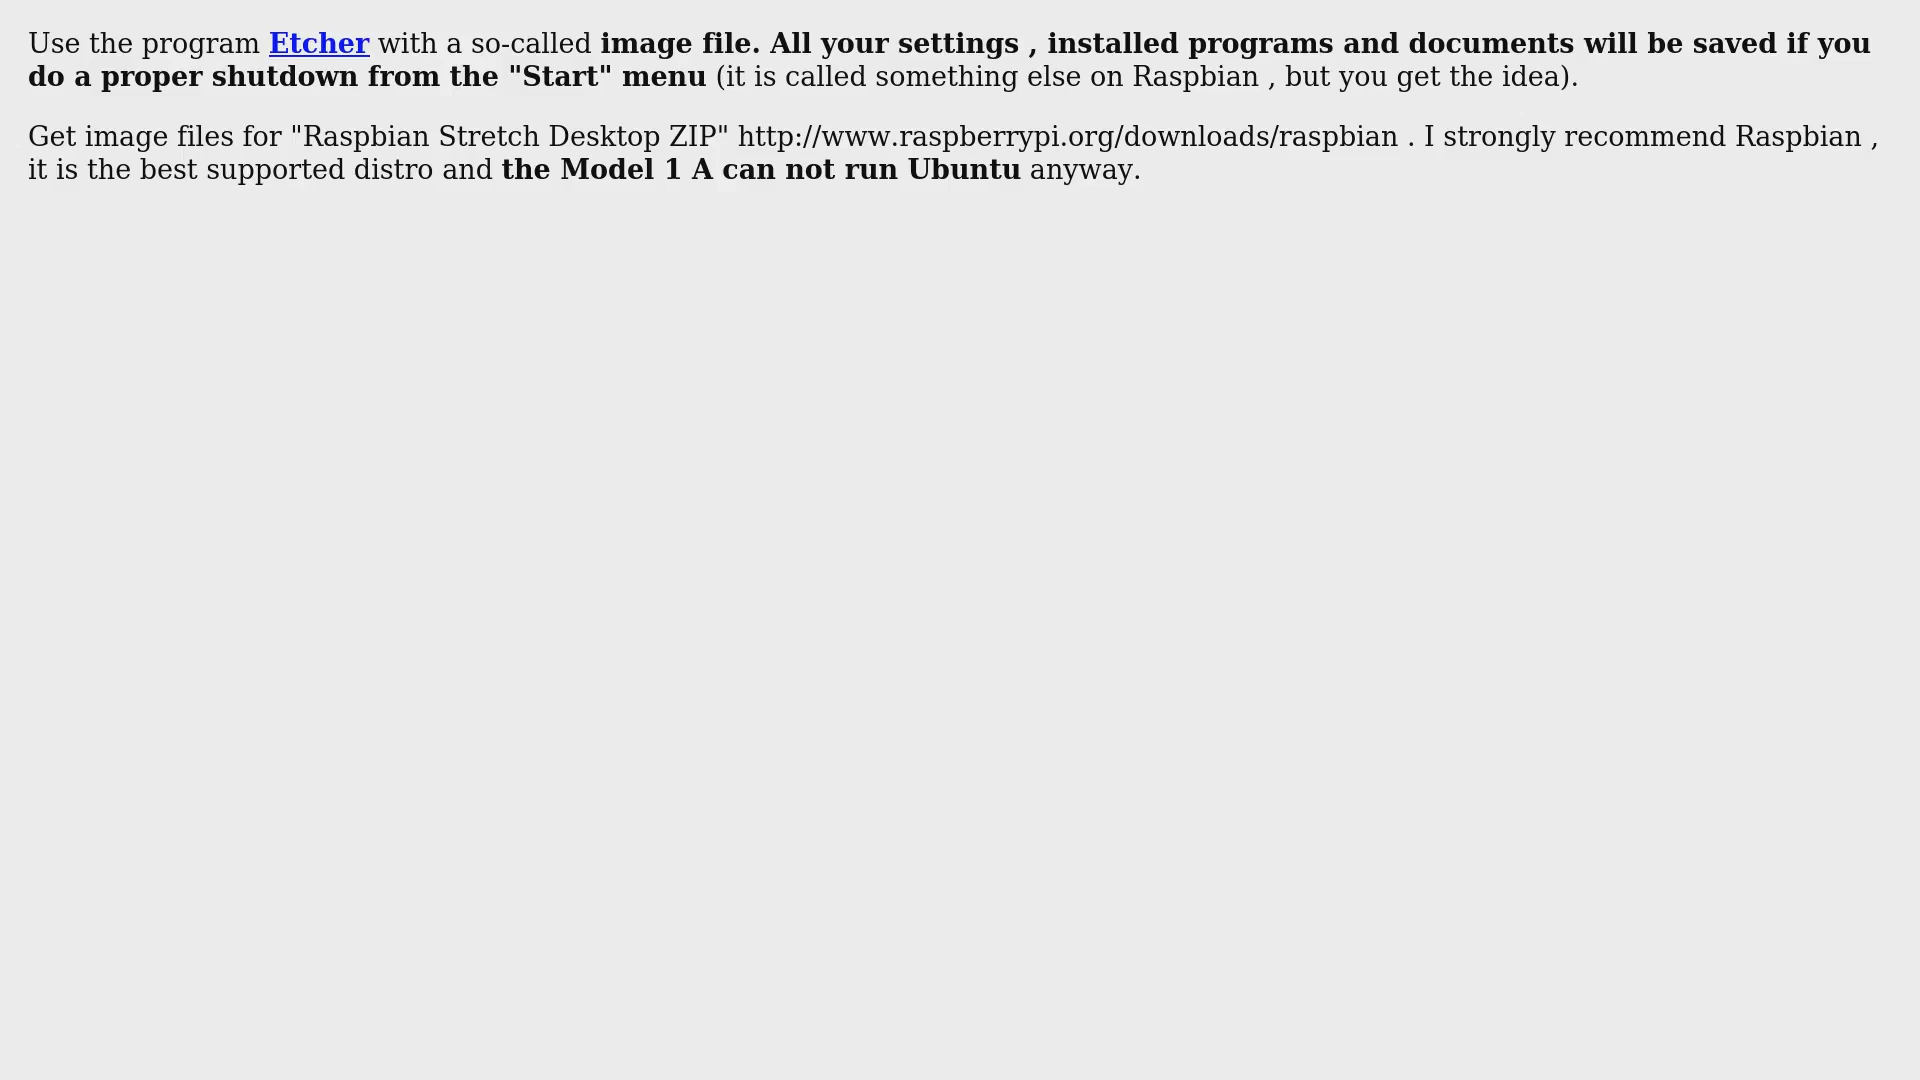 Use the program Etcher with a so-called image file. All your settings , installed programs and documents will be saved if you
do a proper shutdown from the "Start" menu (it is called something else on Raspbian , but you get the idea).
Get image files for "Raspbian Stretch Desktop ZIP" http://www.raspberrypi.org/downloads/raspbian . I strongly recommend Raspbian ,
it is the best supported distro and the Model 1 A can not run Ubuntu anyway.